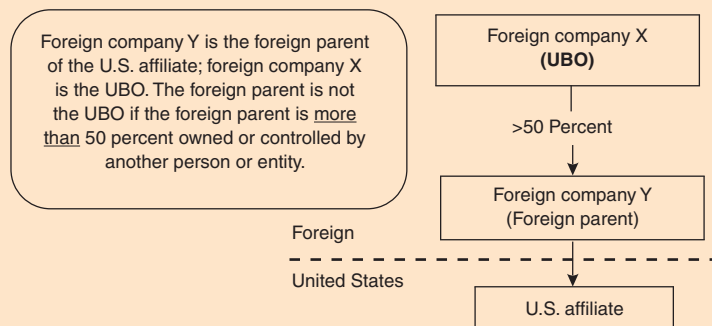 Foreign company Y is the foreign parent
of the U.S. affiliate; foreign company X
is the UBO. The foreign parent is not
the UBO if the foreign parent is more
than 50 percent owned or controlled by
another person or entity.
Foreign company X
(UBO)
>50 Percent
Foreign company Y
(Foreign parent)
Foreign
United States
U.S. affiliate